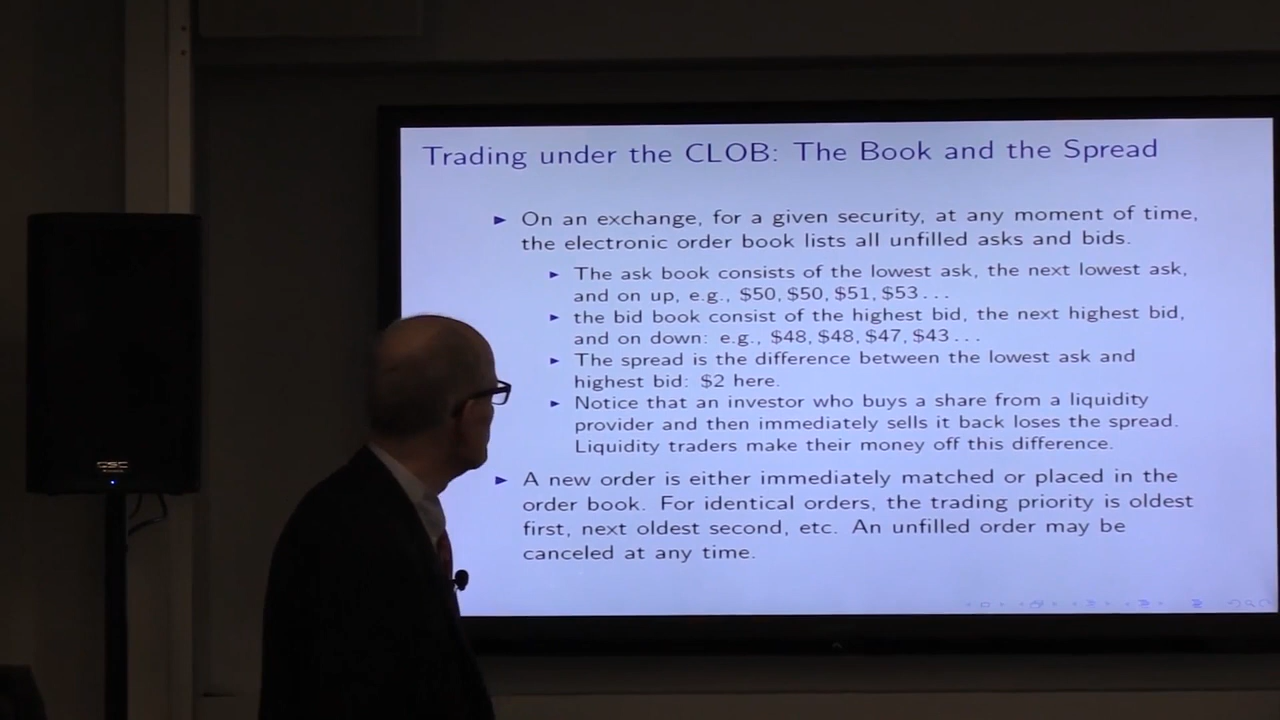 Trading under the CLOB: The Book and the Spread
On an exchange, for a given security, at any moment of time,
the electronic order book lists all unfilled asks and bids.
The ask book consists of the lowest ask, the next lowest ask,
and on up, e.g., $50, $50, $51, $53...
the bid book consist of the highest bid, the next highest bid,
and on down: e.g., $48, $48, $47, $43...
The spread is the difference between the lowest ask and
highest bid: $2 here.
Notice that an investor who buys a share from a liquidity
provider and then immediately sells it back loses the spread.
Liquidity traders make their money off this difference.
A new order is either immediately matched or placed in the
order book. For identical orders, the trading priority is oldest
first, next oldest second, etc. An unfilled order may be
canceled at any time.